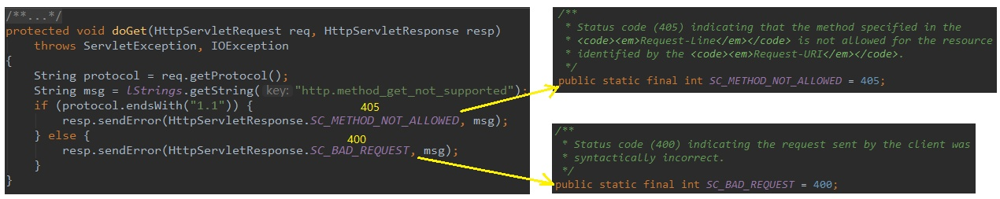 /**...*/
protected void doGet(HttpServletRequest req, HttpServletResponse resp)
throws ServletException, IOException
{
String protocol = req.getProtocol();
String msg = lStrings.getString( key: "http.method_get_not_supported");
if (protocol.endsWith("1.1")) {
405
resp.sendError(HttpServletResponse.SC_METHOD_NOT_ALLOWED, msg);
} else {
400
resp.sendError(HttpServletResponse.SC_BAD_REQUEST, msg);
}
}
/**
* Status code (405) indicating that the method specified in the
* <code><em>Request-Line</em></code> is not allowed for the resource
* identified by the <code><em>Request-URI</em></code>.
*/
public static final int SC_METHOD_NOT_ALLOWED = 405;
/**
* Status code (400) indicating the request sent by the client was
* syntactically incorrect.
*/
public static final int SC_BAD_REQUEST = 400;